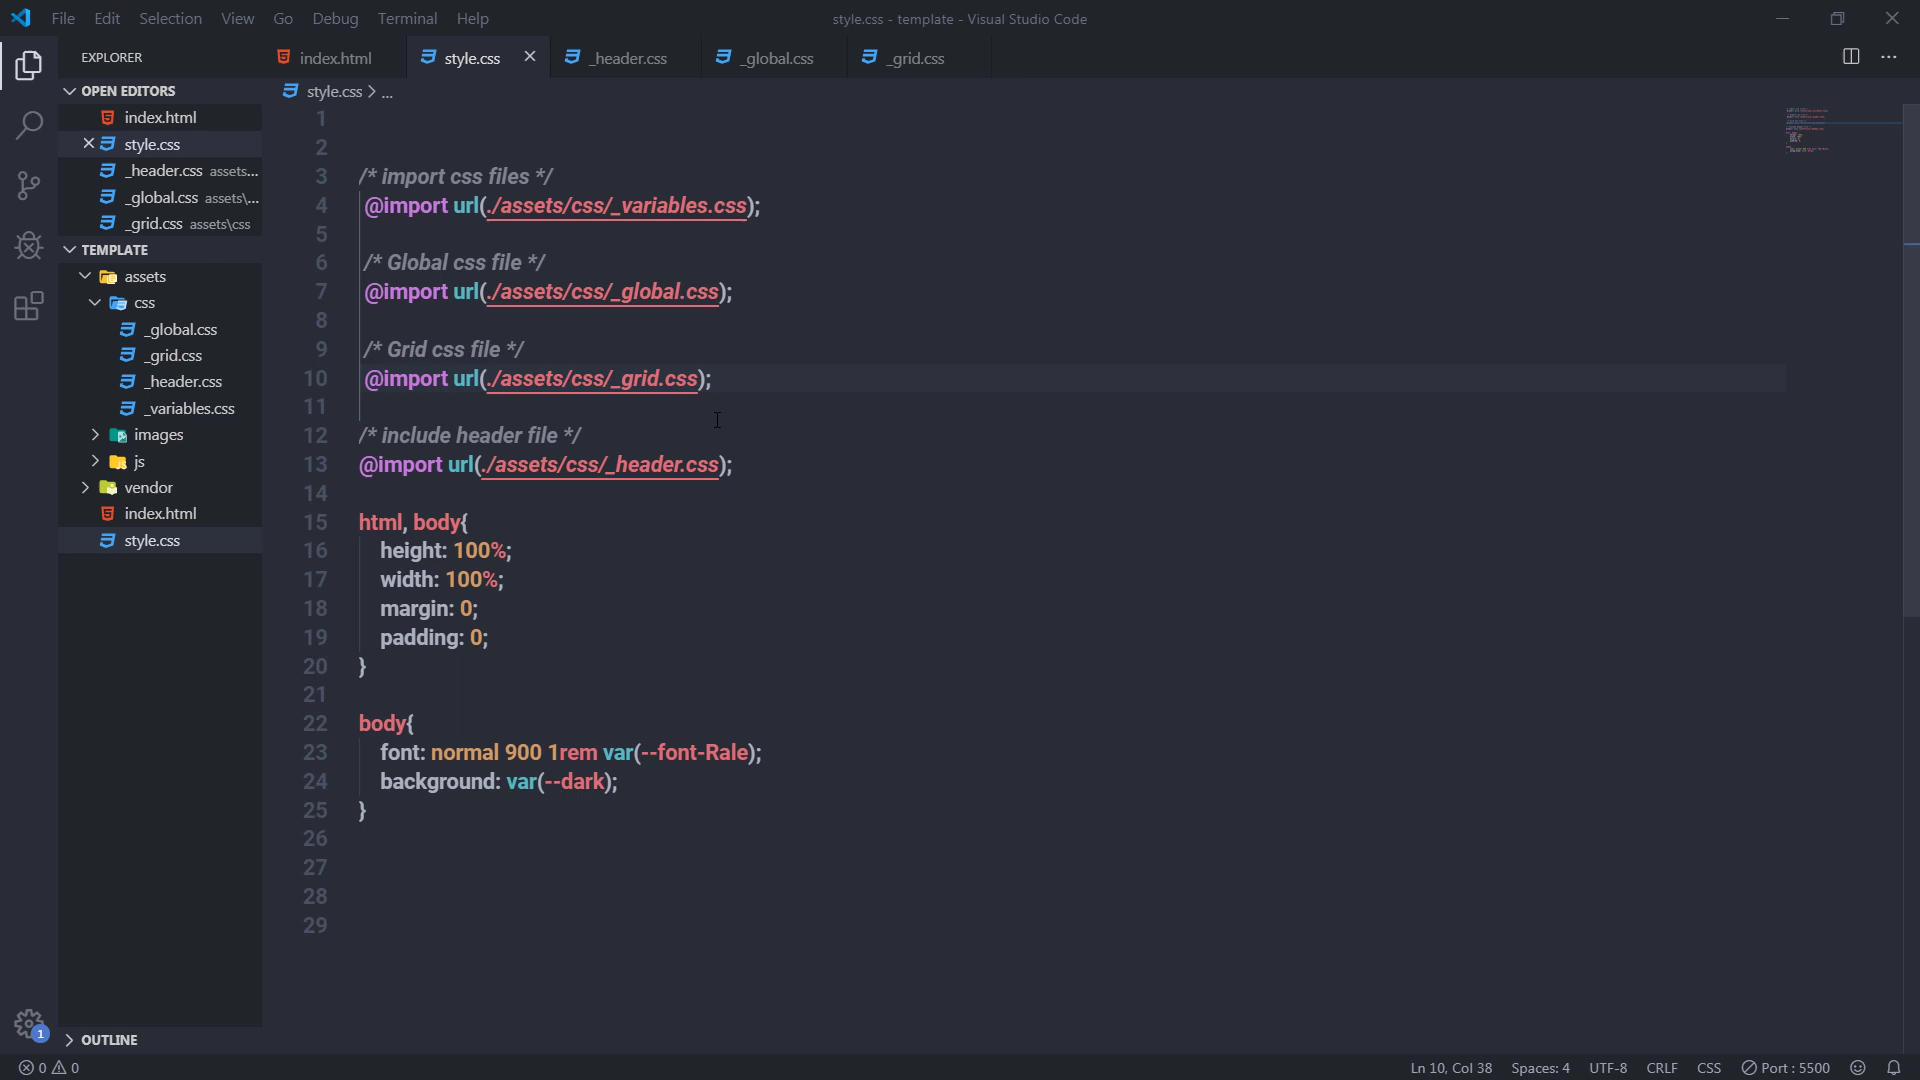 File Edit Selection View Go Debug Terminal Help
style.css - template - Visual Studio Code
EXPLORER
index.html
style.css
_header.css
_global.css
_grid.css
OPEN EDITORS
index.html
style.css
_header.css assets...
_global.css assets\...
_grid.css assets\css
TEMPLATE
assets
css
_global.css
_grid.css
_header.css
_variables.css
images
js
vendor
index.html
style.css
OUTLINE
style.css > ...
1
2
3 /* import css files */
4 @import url(./assets/css/_variables.css);
5
6 /* Global css file */
7 @import url(./assets/css/_global.css);
8
9 /* Grid css file */
10 @import url(./assets/css/_grid.css);
11
12 /* include header file */
13 @import url(./assets/css/_header.css);
14
15 html, body{
16 height: 100%;
17 width: 100%;
18 margin: 0;
19 padding: 0;
20 }
21
22 body{
23 font: normal 900 1rem var(--font-Rale);
24 background: var(--dark);
25 }
26
27
28
29
1
0 0
Ln 10, Col 38 Spaces: 4 UTF-8 CRLF CSS Port : 5500